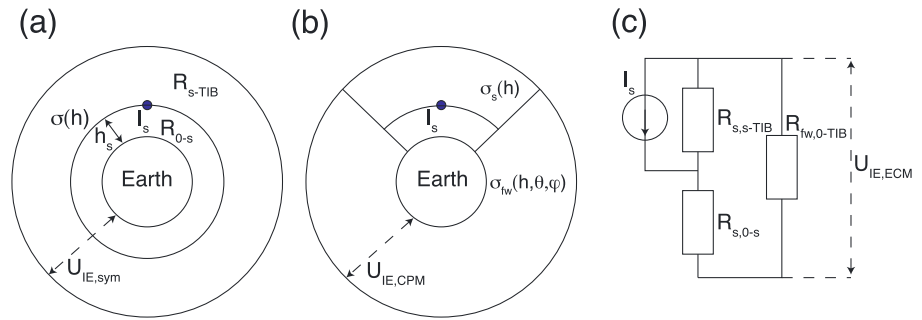 (a)
R_s-TIB
σ(h)
h_s
I_s
R_0-s
Earth
U_IE,sym
(b)
σ_s(h)
I_s
Earth
σ_fw(h,θ,φ)
U_IE,CPM
(c)
I_s
R_s,s-TIB
R_fw,0-TIB
U_IE,ECM
R_s,0-s